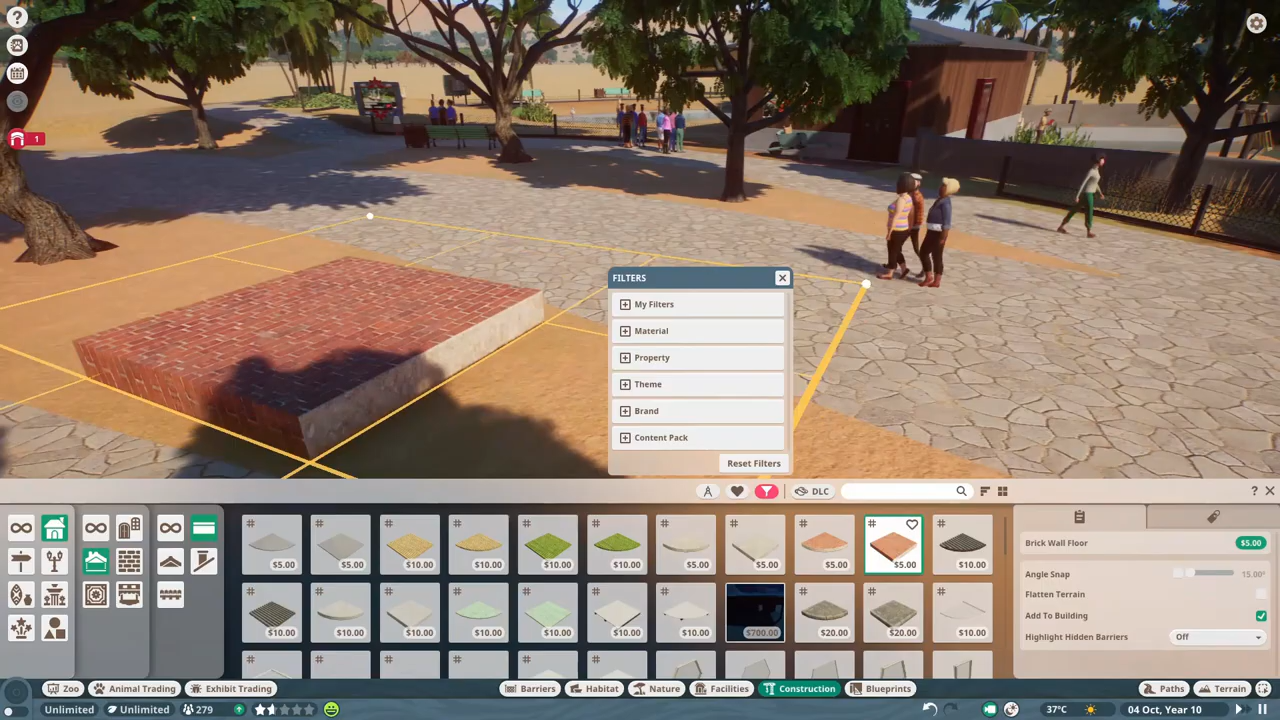 ?
1
FILTERS
My Filters
Material
Property
Theme
Brand
Content Pack
Reset Filters
DLC
?
$5.00
$5.00
$10.00
$10.00
$10.00
$10.00
$5.00
$5.00
$5.00
$5.00
$10.00
$10.00
$10.00
$10.00
$10.00
$10.00
$10.00
$10.00
$700.00
$20.00
$20.00
$10.00
Brick Wall Floor
$5.00
Angle Snap
15.00°
Flatten Terrain
Add To Building
Highlight Hidden Barriers
Off
Zoo
Animal Trading
Exhibit Trading
Barriers
Habitat
Nature
Facilities
Construction
Blueprints
Paths
Terrain
Unlimited
Unlimited
279
37°C
04 Oct, Year 10